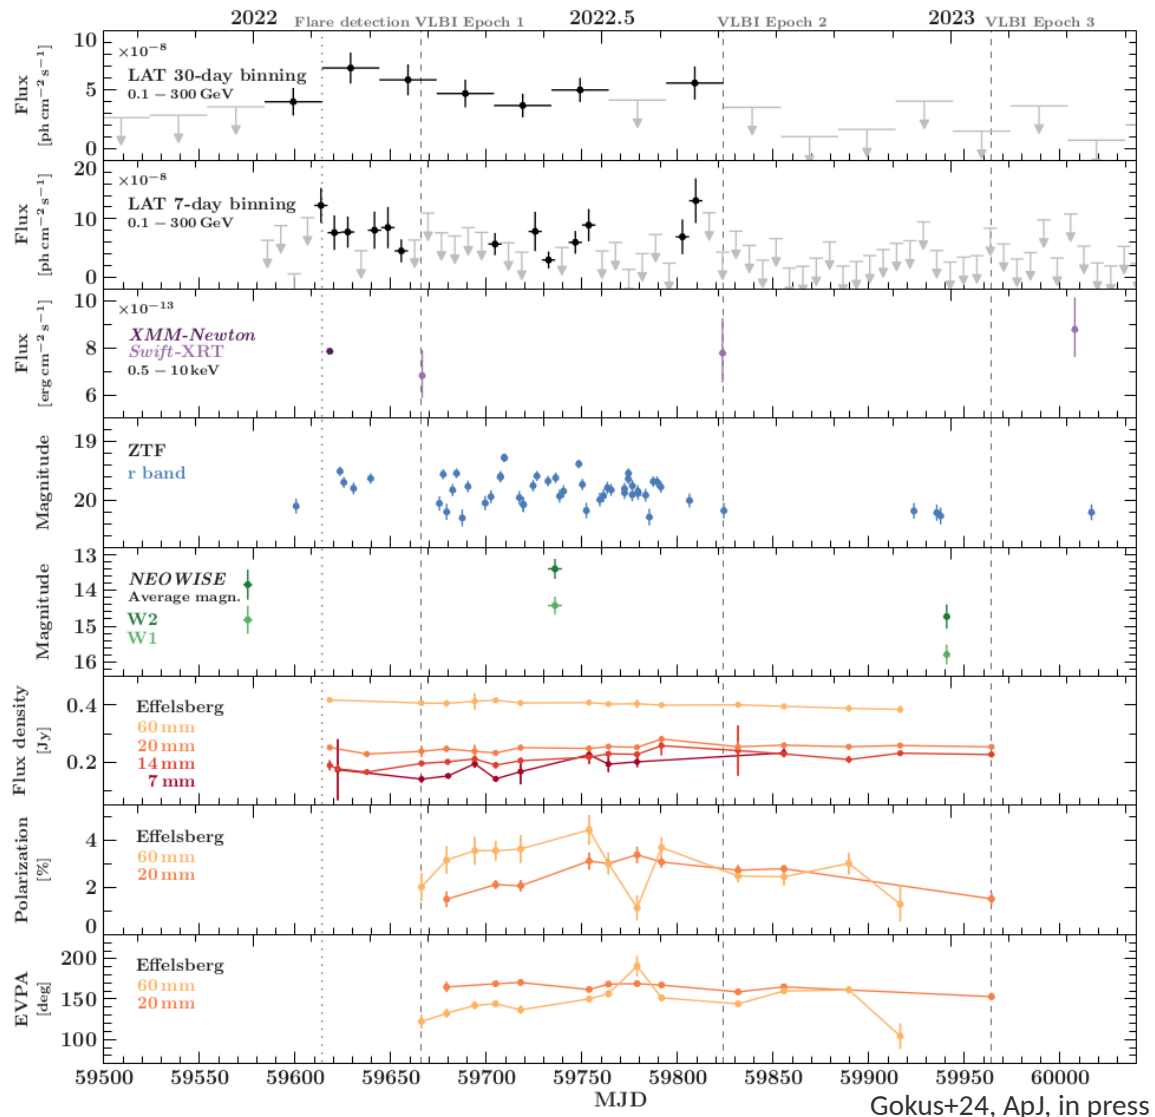 2022 2022.5 2023
Flare detection VLBI Epoch 1 VLBI Epoch 2 VLBI Epoch 3
10
5
0
Flux
[ph cm−2 s−1]
×10−8
LAT 30-day binning
0.1 − 300 GeV
20
10
0
Flux
[ph cm−2 s−1]
×10−8
LAT 7-day binning
0.1 − 300 GeV
10
8
6
Flux
[erg cm−2 s−1]
×10−13
XMM-Newton
Swift-XRT
0.5 − 10 keV
19
20
Magnitude
ZTF
r band
13
14
15
16
Magnitude
NEOWISE
Average magn.
W2
W1
0.4
0.2
Flux density
[Jy]
Effelsberg
60 mm
20 mm
14 mm
7 mm
4
2
0
Polarization
[%]
Effelsberg
60 mm
20 mm
200
150
100
EVPA
[deg]
Effelsberg
60 mm
20 mm
59500 59550 59600 59650 59700 59750 59800 59850 59900 59950 60000
MJD
Gokus+24, ApJ, in press